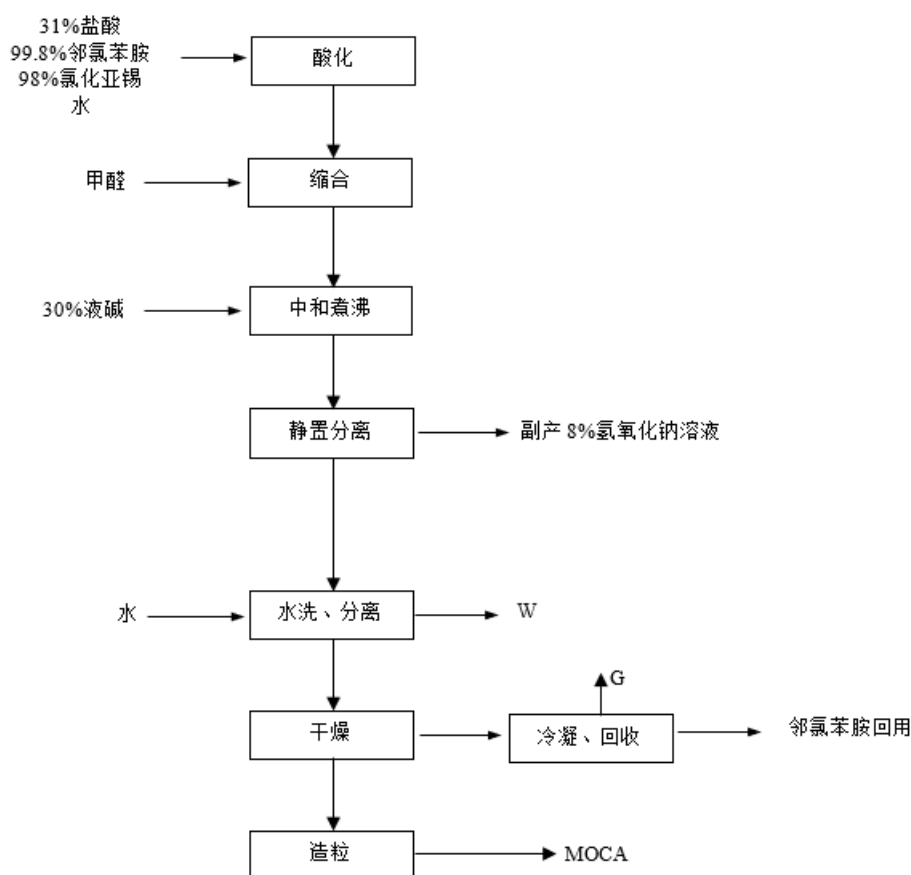 31%盐酸
99.8%邻氯苯胺
98%氯化亚锡
水
酸化
甲醛
缩合
30%液碱
中和煮沸
静置分离
副产 8%氢氧化钠溶液
水
水洗、分离
W
G
干燥
冷凝、回收
邻氯苯胺回用
造粒
MOCA